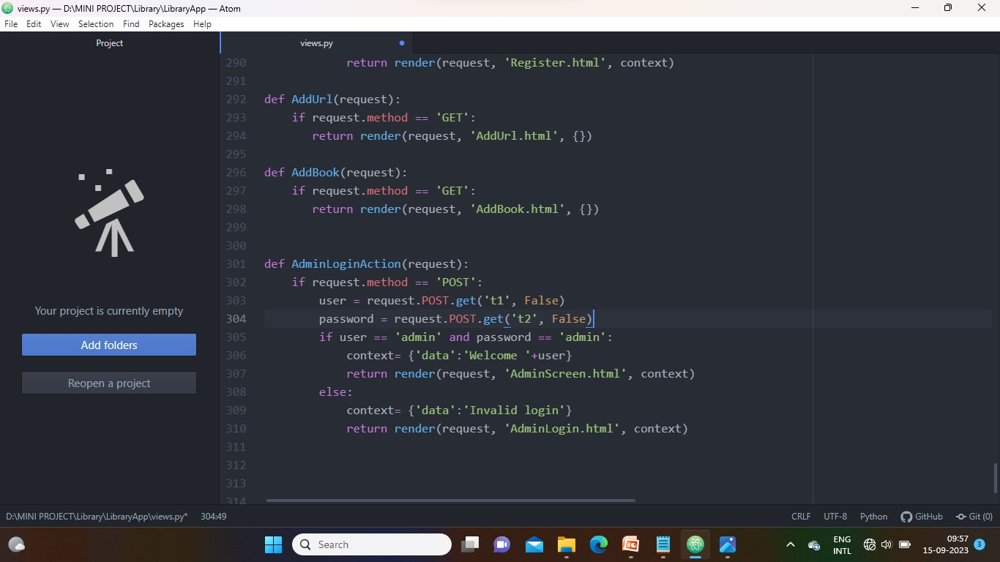 views.py — D:\MINI PROJECT\Library\LibraryApp — Atom
File Edit View Selection Find Packages Help
Project
views.py
290 return render(request, 'Register.html', context)
291
292 def AddUrl(request):
293 if request.method == 'GET':
294 return render(request, 'AddUrl.html', {})
295
296 def AddBook(request):
297 if request.method == 'GET':
298 return render(request, 'AddBook.html', {})
299
300
301 def AdminLoginAction(request):
302 if request.method == 'POST':
303 user = request.POST.get('t1', False)
304 password = request.POST.get('t2', False)
305 if user == 'admin' and password == 'admin':
306 context= {'data':'Welcome '+user}
307 return render(request, 'AdminScreen.html', context)
308 else:
309 context= {'data':'Invalid login'}
310 return render(request, 'AdminLogin.html', context)
311
312
313
314
Your project is currently empty
Add folders
Reopen a project
D:\MINI PROJECT\Library\LibraryApp\views.py* 304:49 CRLF UTF-8 Python GitHub Git (0)
Search
ENG
INTL
09:57
15-09-2023
3